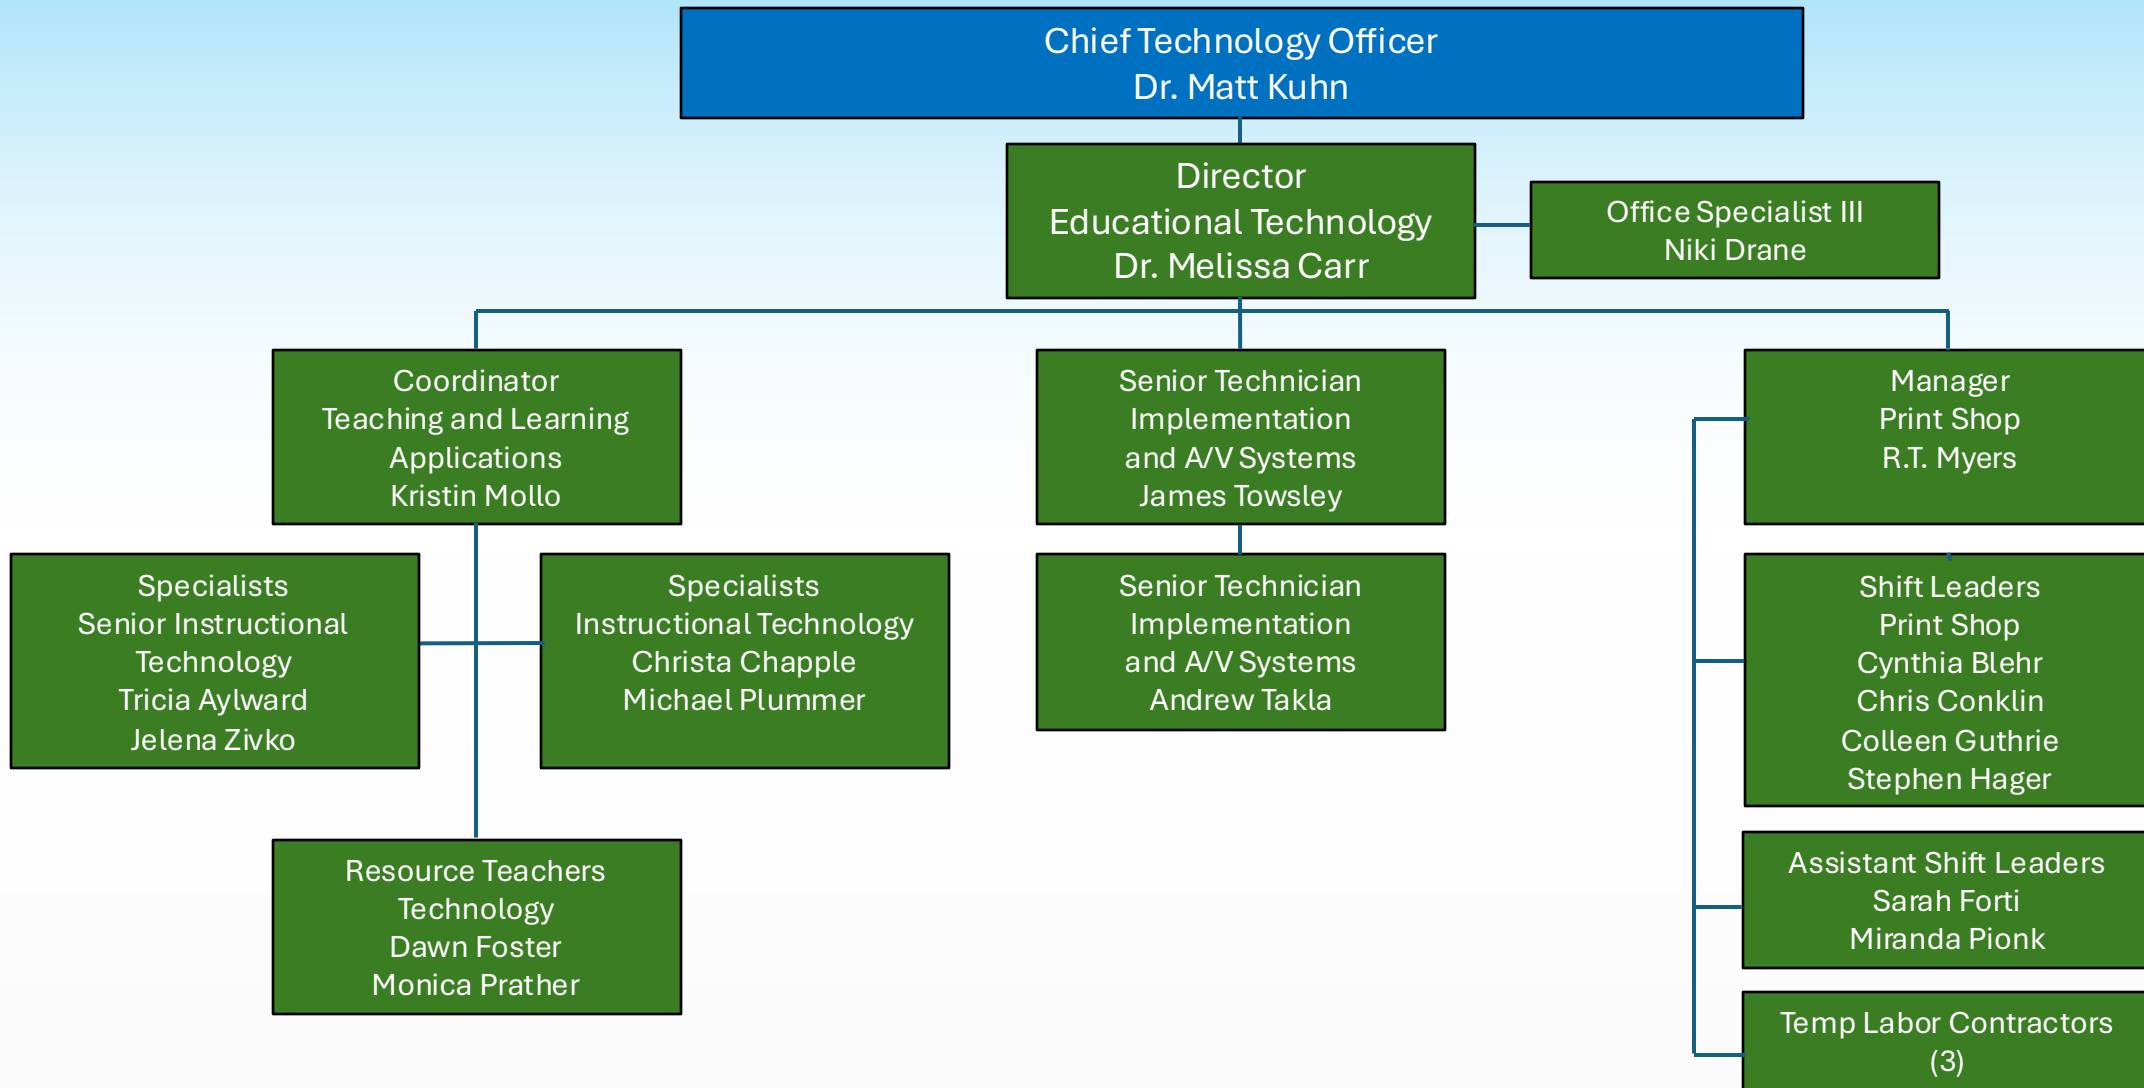 Chief Technology Officer
Dr. Matt Kuhn
Director
Educational Technology
Dr. Melissa Carr
Office Specialist III
Niki Drane
Coordinator
Teaching and Learning
Applications
Kristin Mollo
Senior Technician
Implementation
and A/V Systems
James Towsley
Manager
Print Shop
R.T. Myers
Specialists
Senior Instructional
Technology
Tricia Aylward
Jelena Zivko
Specialists
Instructional Technology
Christa Chapple
Michael Plummer
Senior Technician
Implementation
and A/V Systems
Andrew Takla
Shift Leaders
Print Shop
Cynthia Blehr
Chris Conklin
Colleen Guthrie
Stephen Hager
Resource Teachers
Technology
Dawn Foster
Monica Prather
Assistant Shift Leaders
Sarah Forti
Miranda Pionk
Temp Labor Contractors
(3)